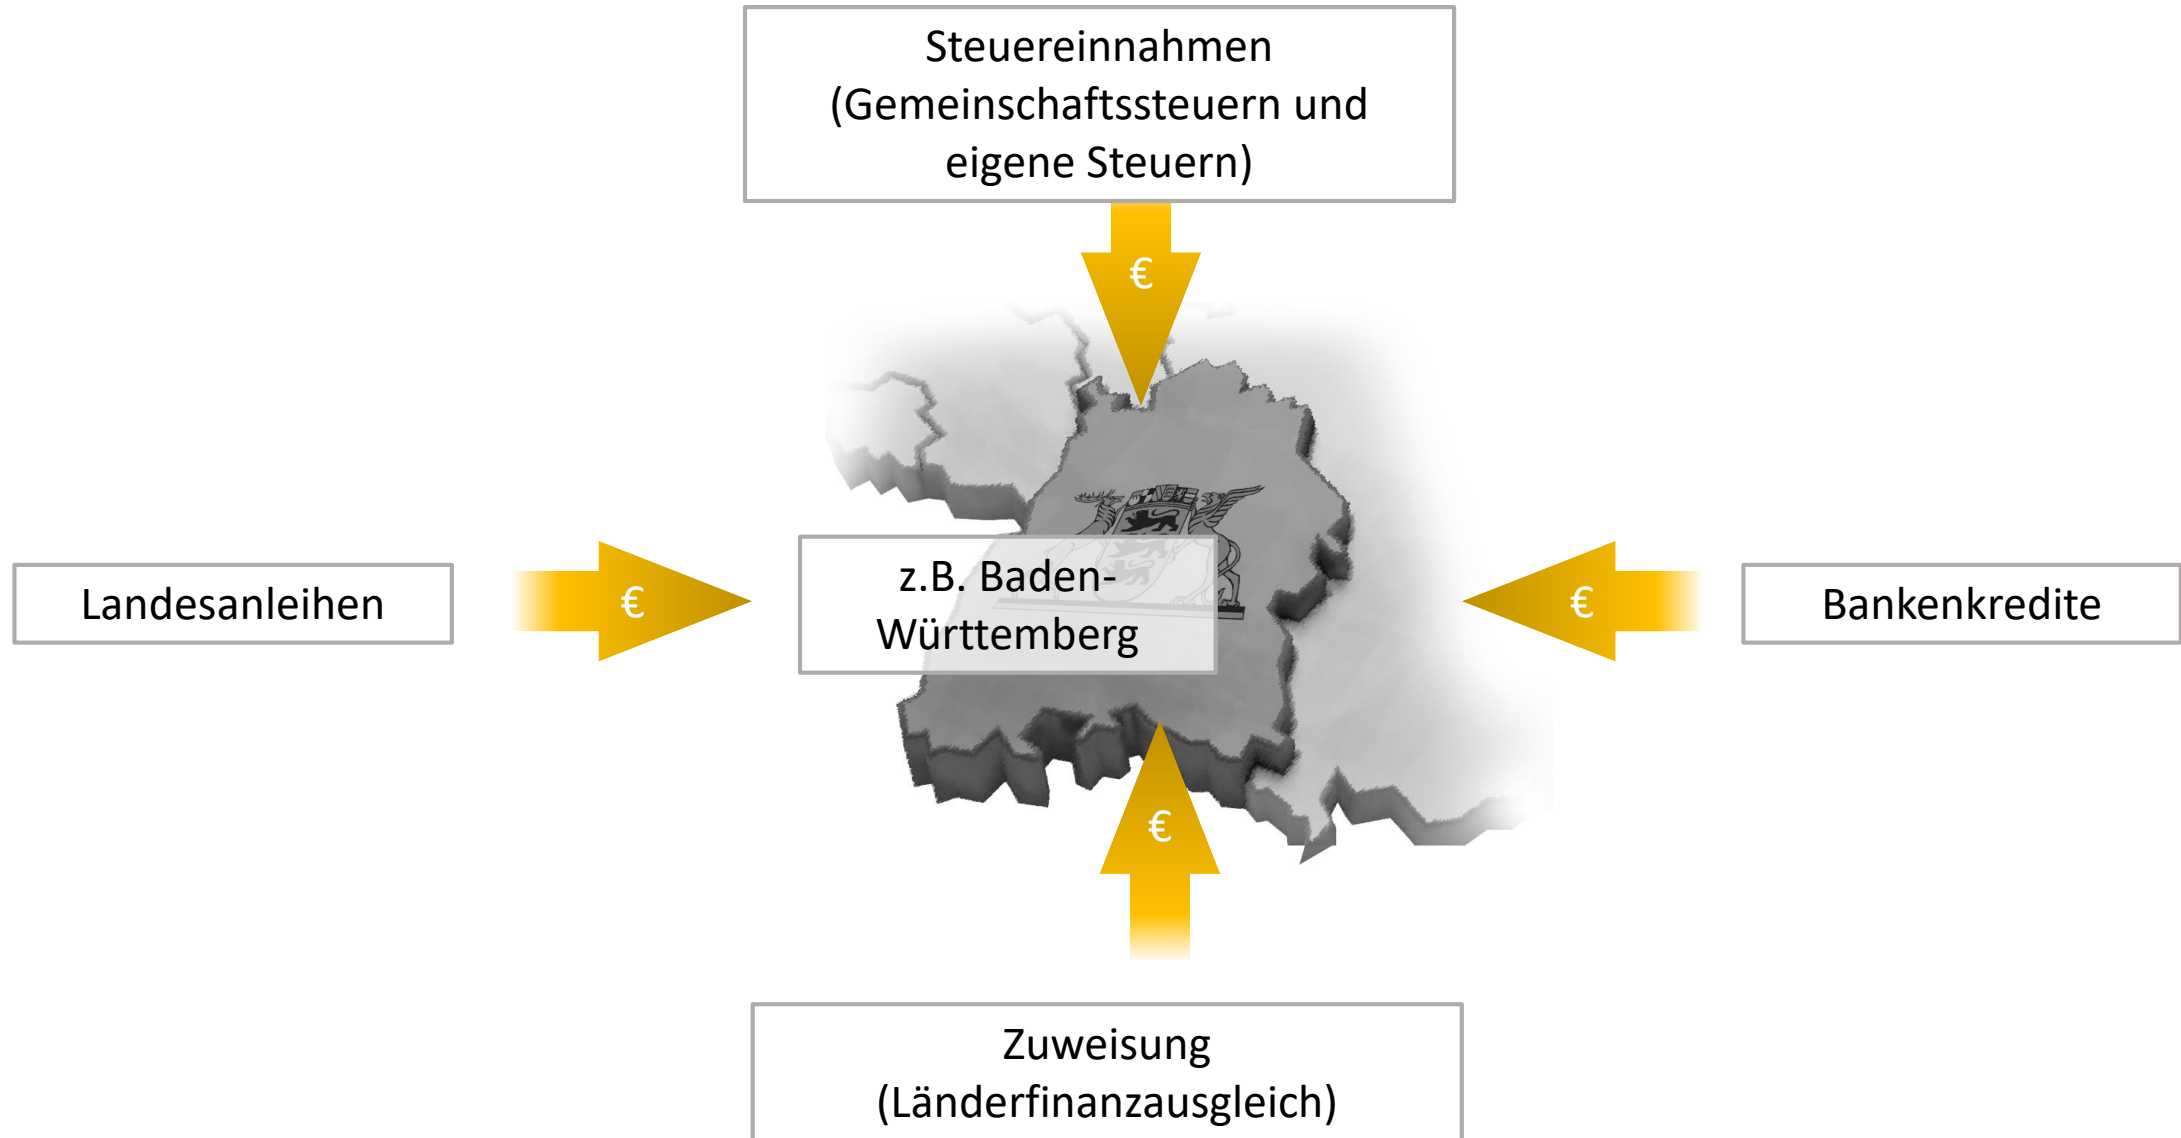 Steuereinnahmen
(Gemeinschaftssteuern und
eigene Steuern)
€
Landesanleihen
€
z.B. Baden-
Württemberg
€
Bankenkredite
€
Zuweisung
(Länderfinanzausgleich)